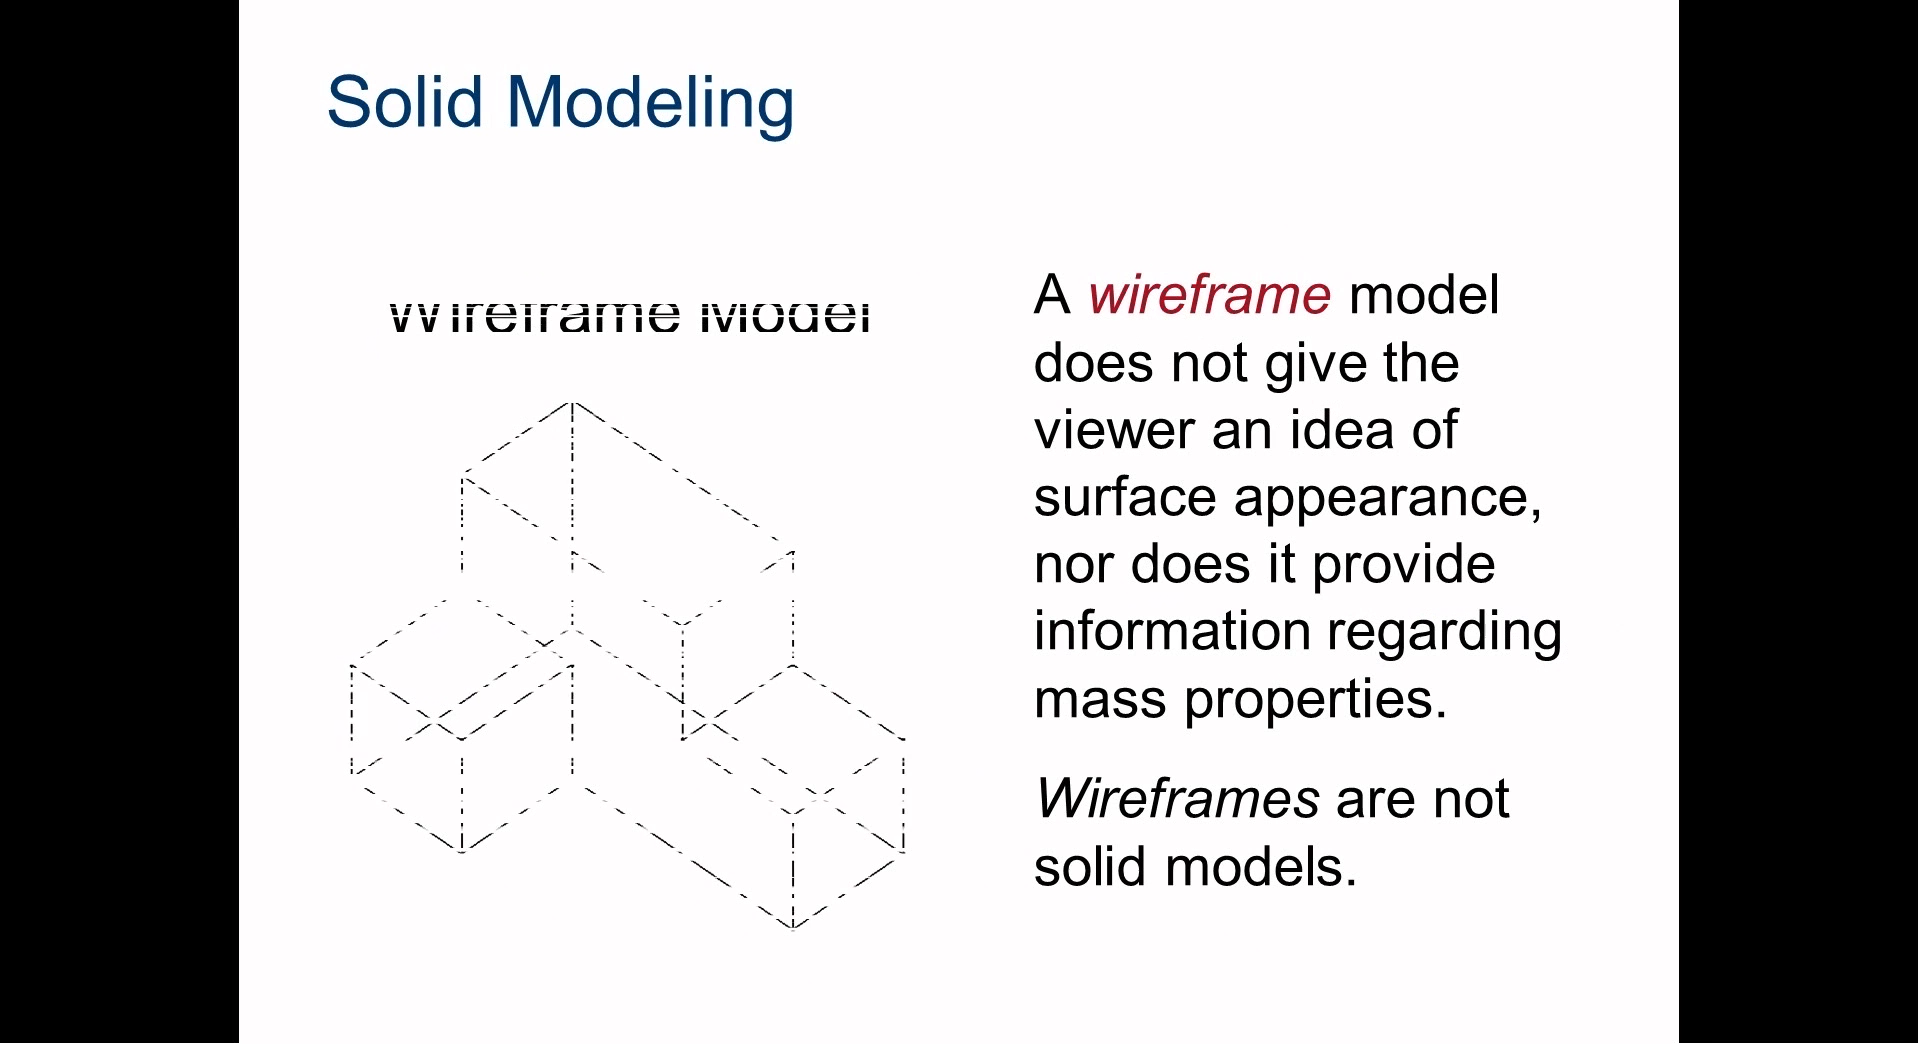 Solid Modeling
Wireframe Model
A wireframe model
does not give the
viewer an idea of
surface appearance,
nor does it provide
information regarding
mass properties.
Wireframes are not
solid models.